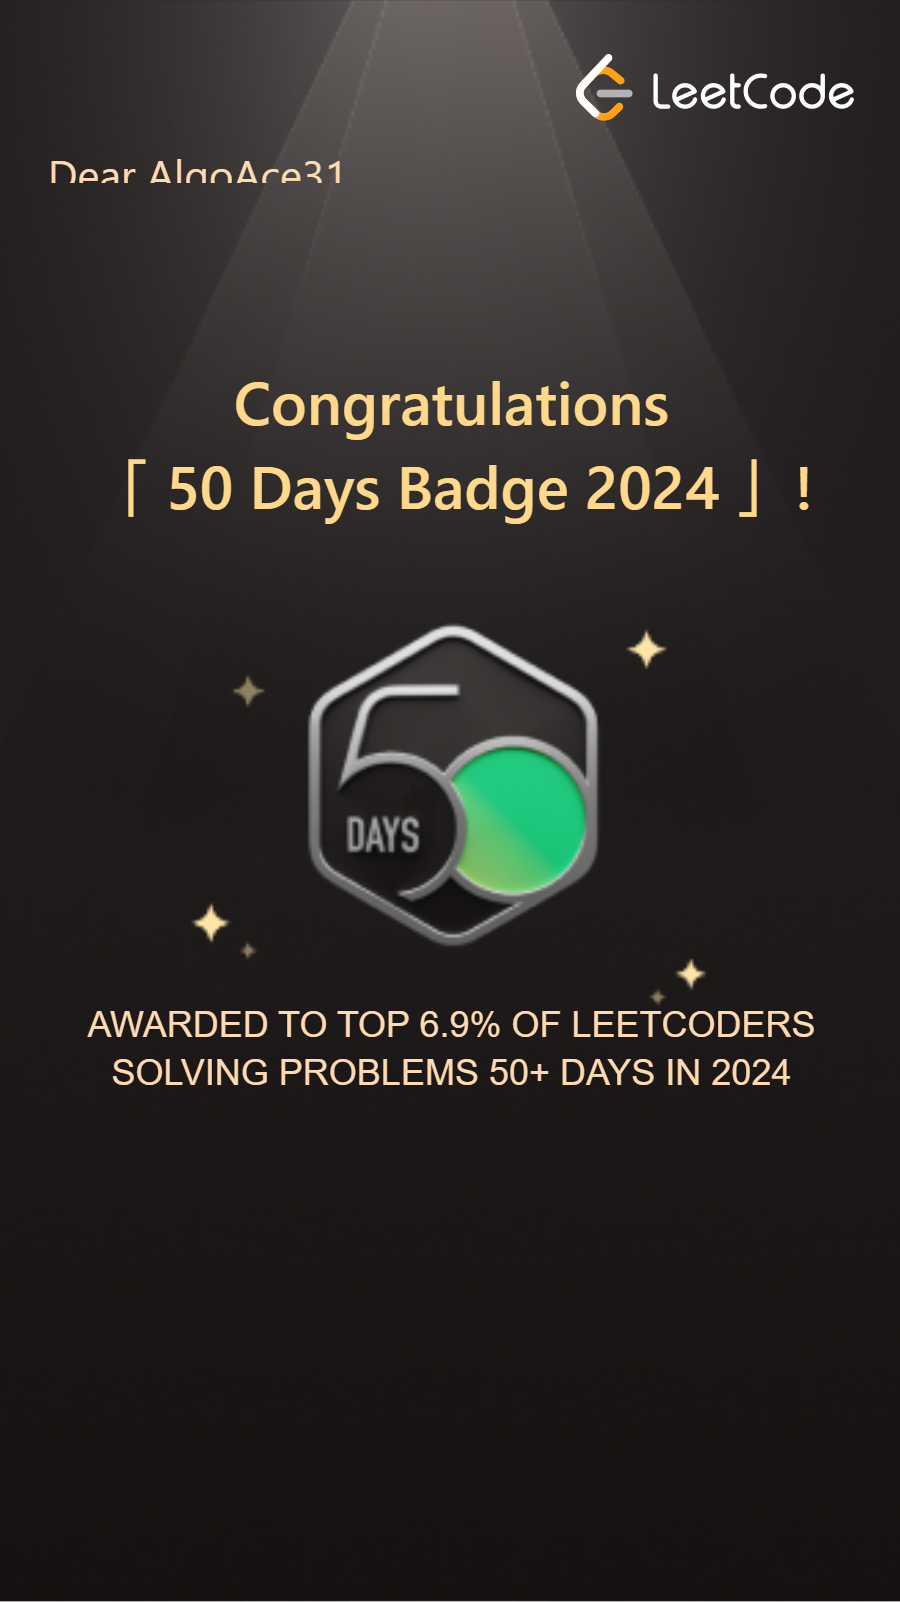 LeetCode
Dear AlgoAce31
Congratulations
「 50 Days Badge 2024 」 !
50
DAYS
AWARDED TO TOP 6.9% OF LEETCODERS
SOLVING PROBLEMS 50+ DAYS IN 2024